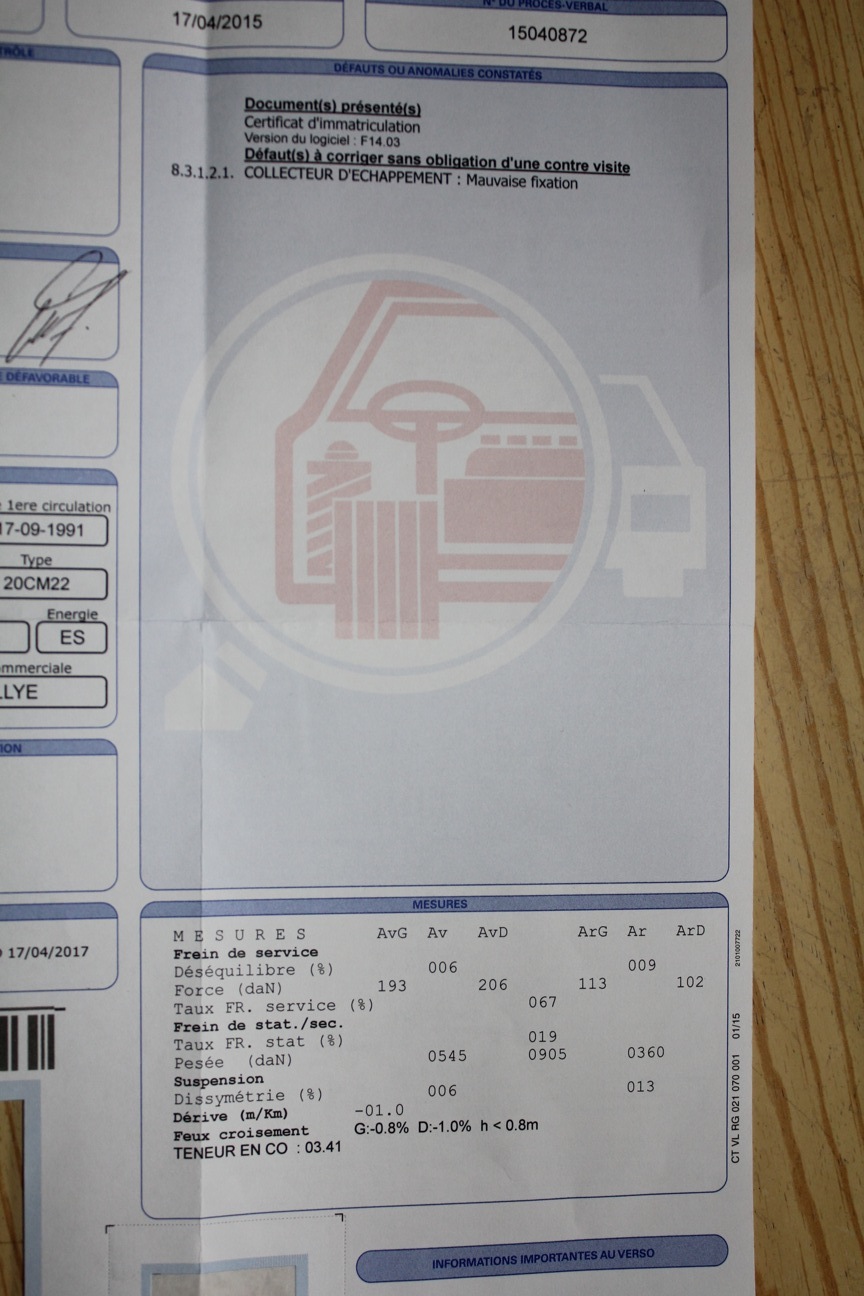 N° DU PROCÈS-VERBAL
17/04/2015
15040872
TRÔLE
DÉFAUTS OU ANOMALIES CONSTATÉS
Document(s) présenté(s)
Certificat d'immatriculation
Version du logiciel : F14.03
Défaut(s) à corriger sans obligation d'une contre visite
8.3.1.2.1. COLLECTEUR D'ECHAPPEMENT : Mauvaise fixation
E DÉFAVORABLE
1ere circulation
17-09-1991
Type
20CM22
Energie
ES
mmerciale
LLYE
ION
17/04/2017
MESURES
M E S U R E S AvG Av AvD ArG Ar ArD
Frein de service
Déséquilibre (%) 006 009
Force (daN) 193 206 113 102
Taux FR. service (%) 067
Frein de stat./sec.
Taux FR. stat (%) 019
Pesée (daN) 0545 0905 0360
Suspension
Dissymétrie (%) 006 013
Dérive (m/Km) -01.0
Feux croisement G:-0.8% D:-1.0% h < 0.8m
TENEUR EN CO : 03.41
2101007722
CT VL RG 021 070 001 01/15
INFORMATIONS IMPORTANTES AU VERSO